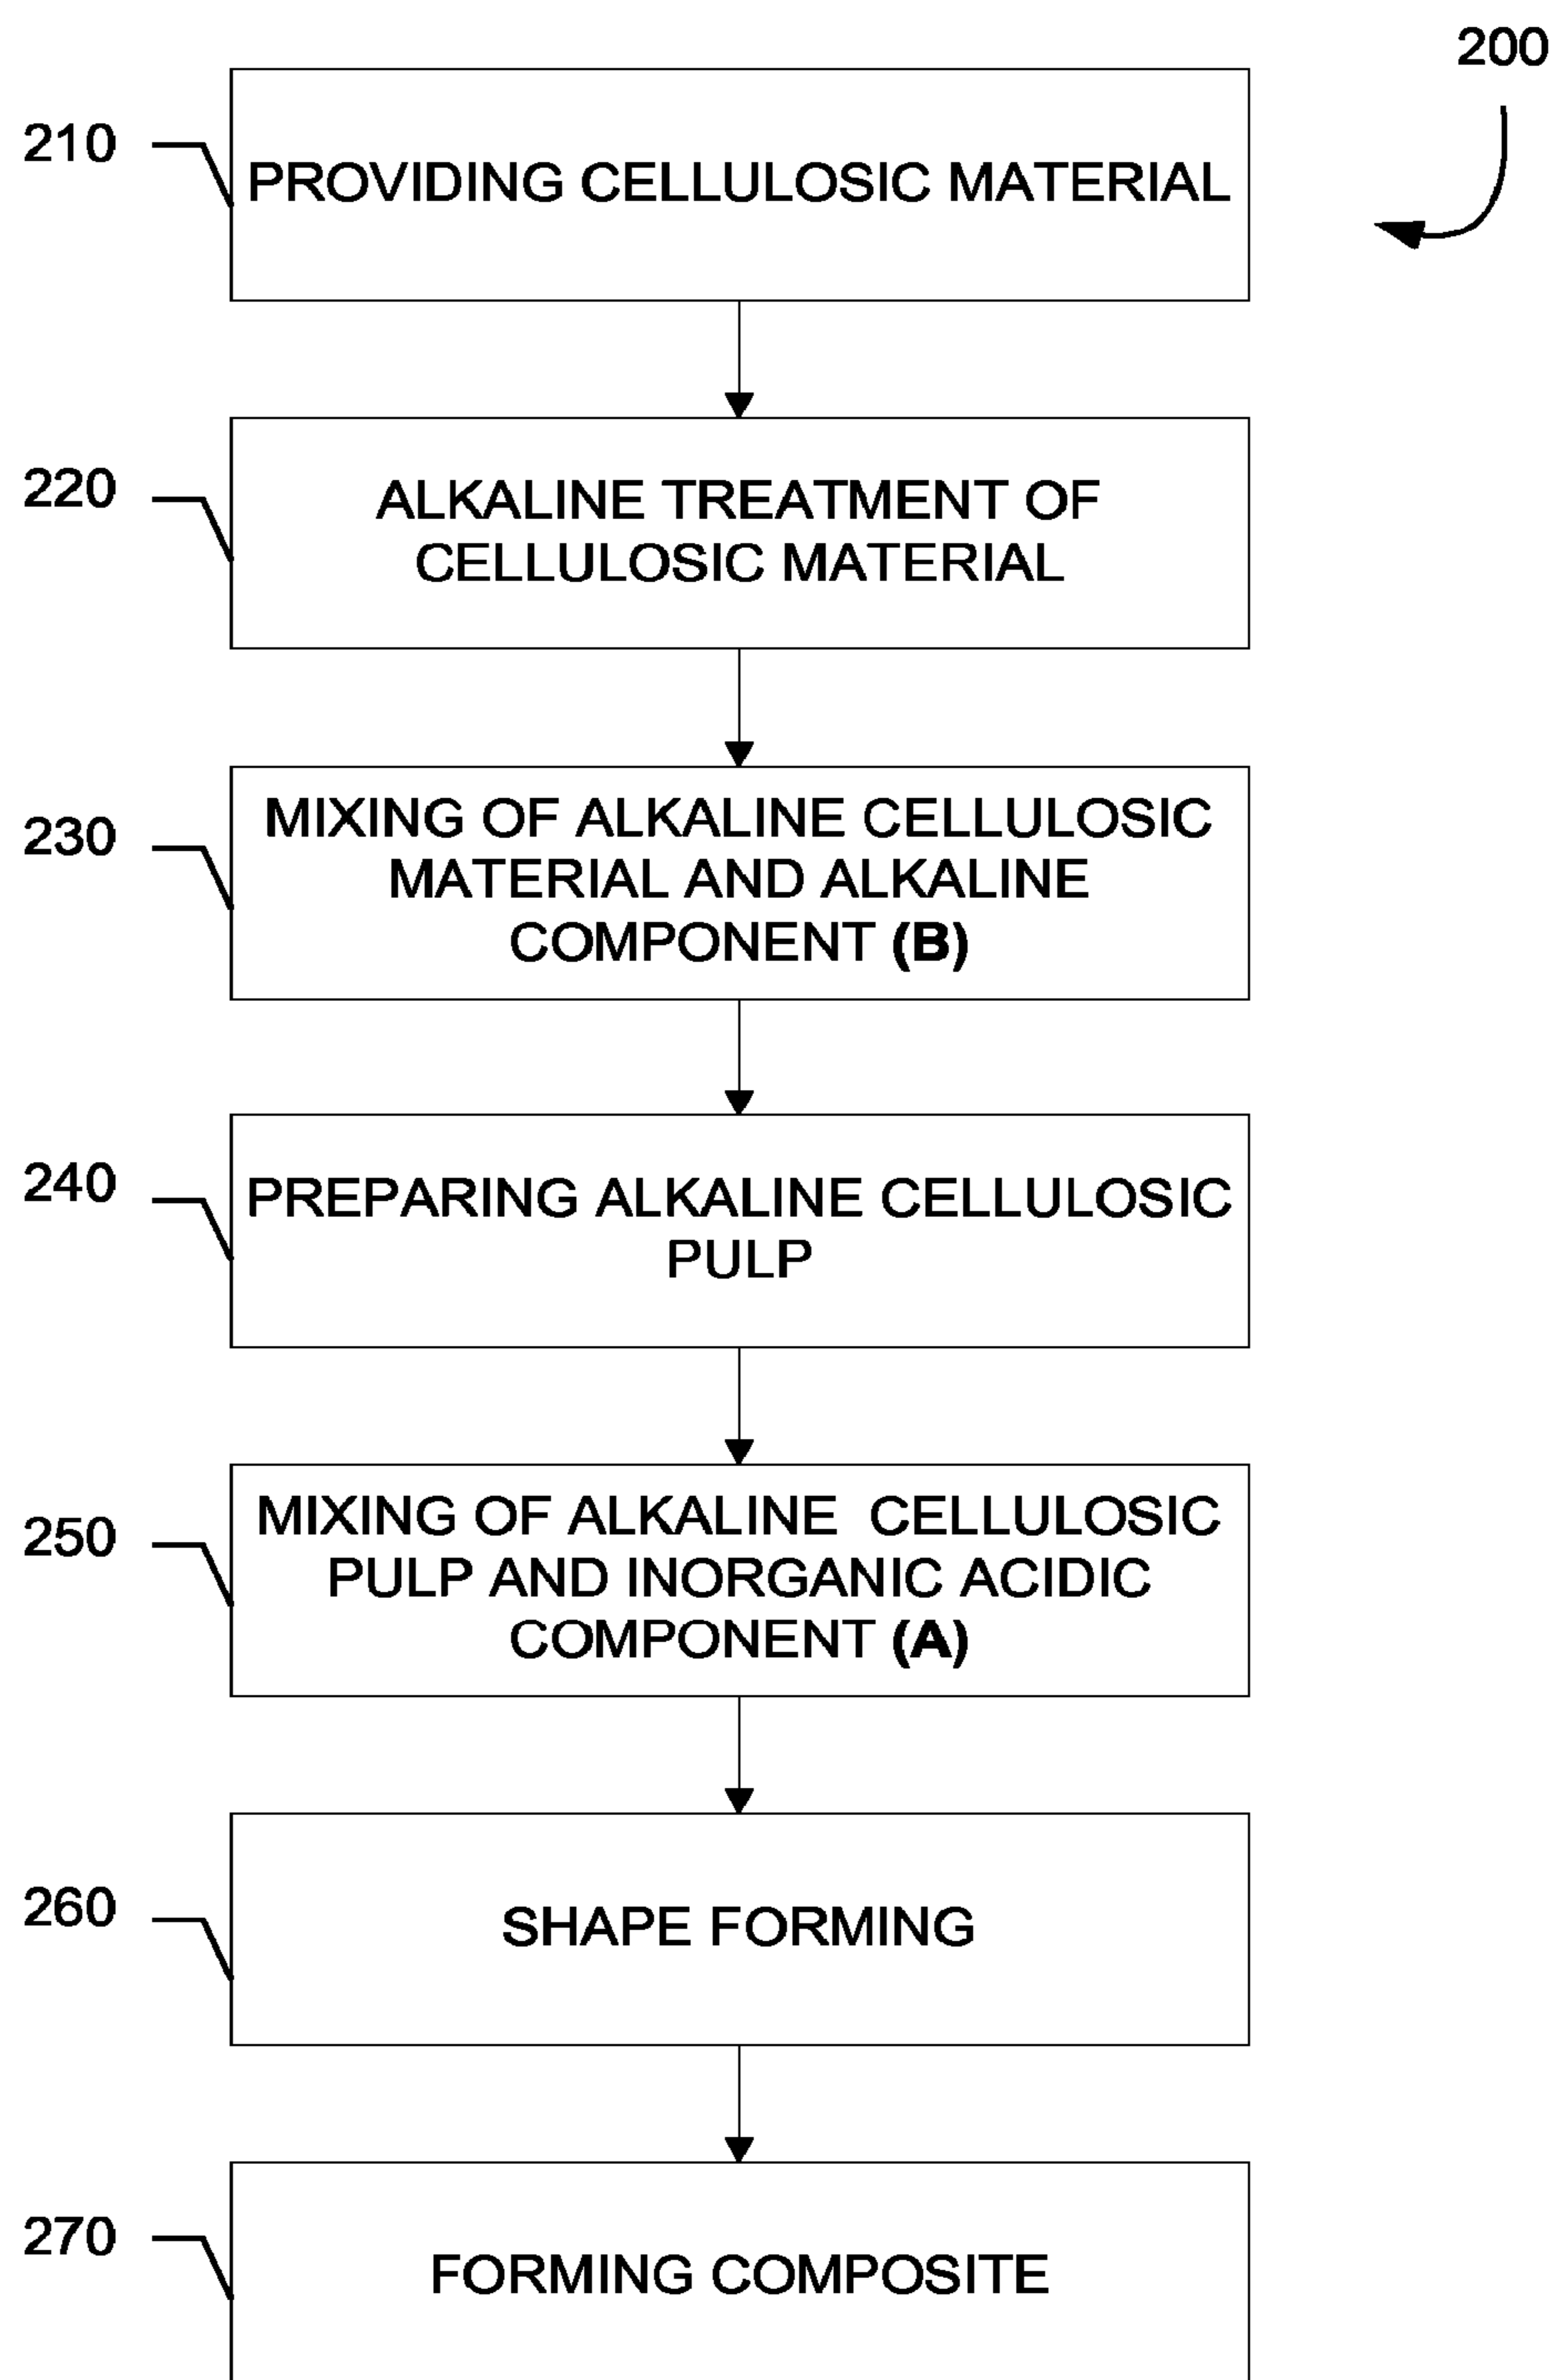 200
210
PROVIDING CELLULOSIC MATERIAL
220
ALKALINE TREATMENT OF
CELLULOSIC MATERIAL
230
MIXING OF ALKALINE CELLULOSIC
MATERIAL AND ALKALINE
COMPONENT (B)
240
PREPARING ALKALINE CELLULOSIC
PULP
250
MIXING OF ALKALINE CELLULOSIC
PULP AND INORGANIC ACIDIC
COMPONENT (A)
260
SHAPE FORMING
270
FORMING COMPOSITE